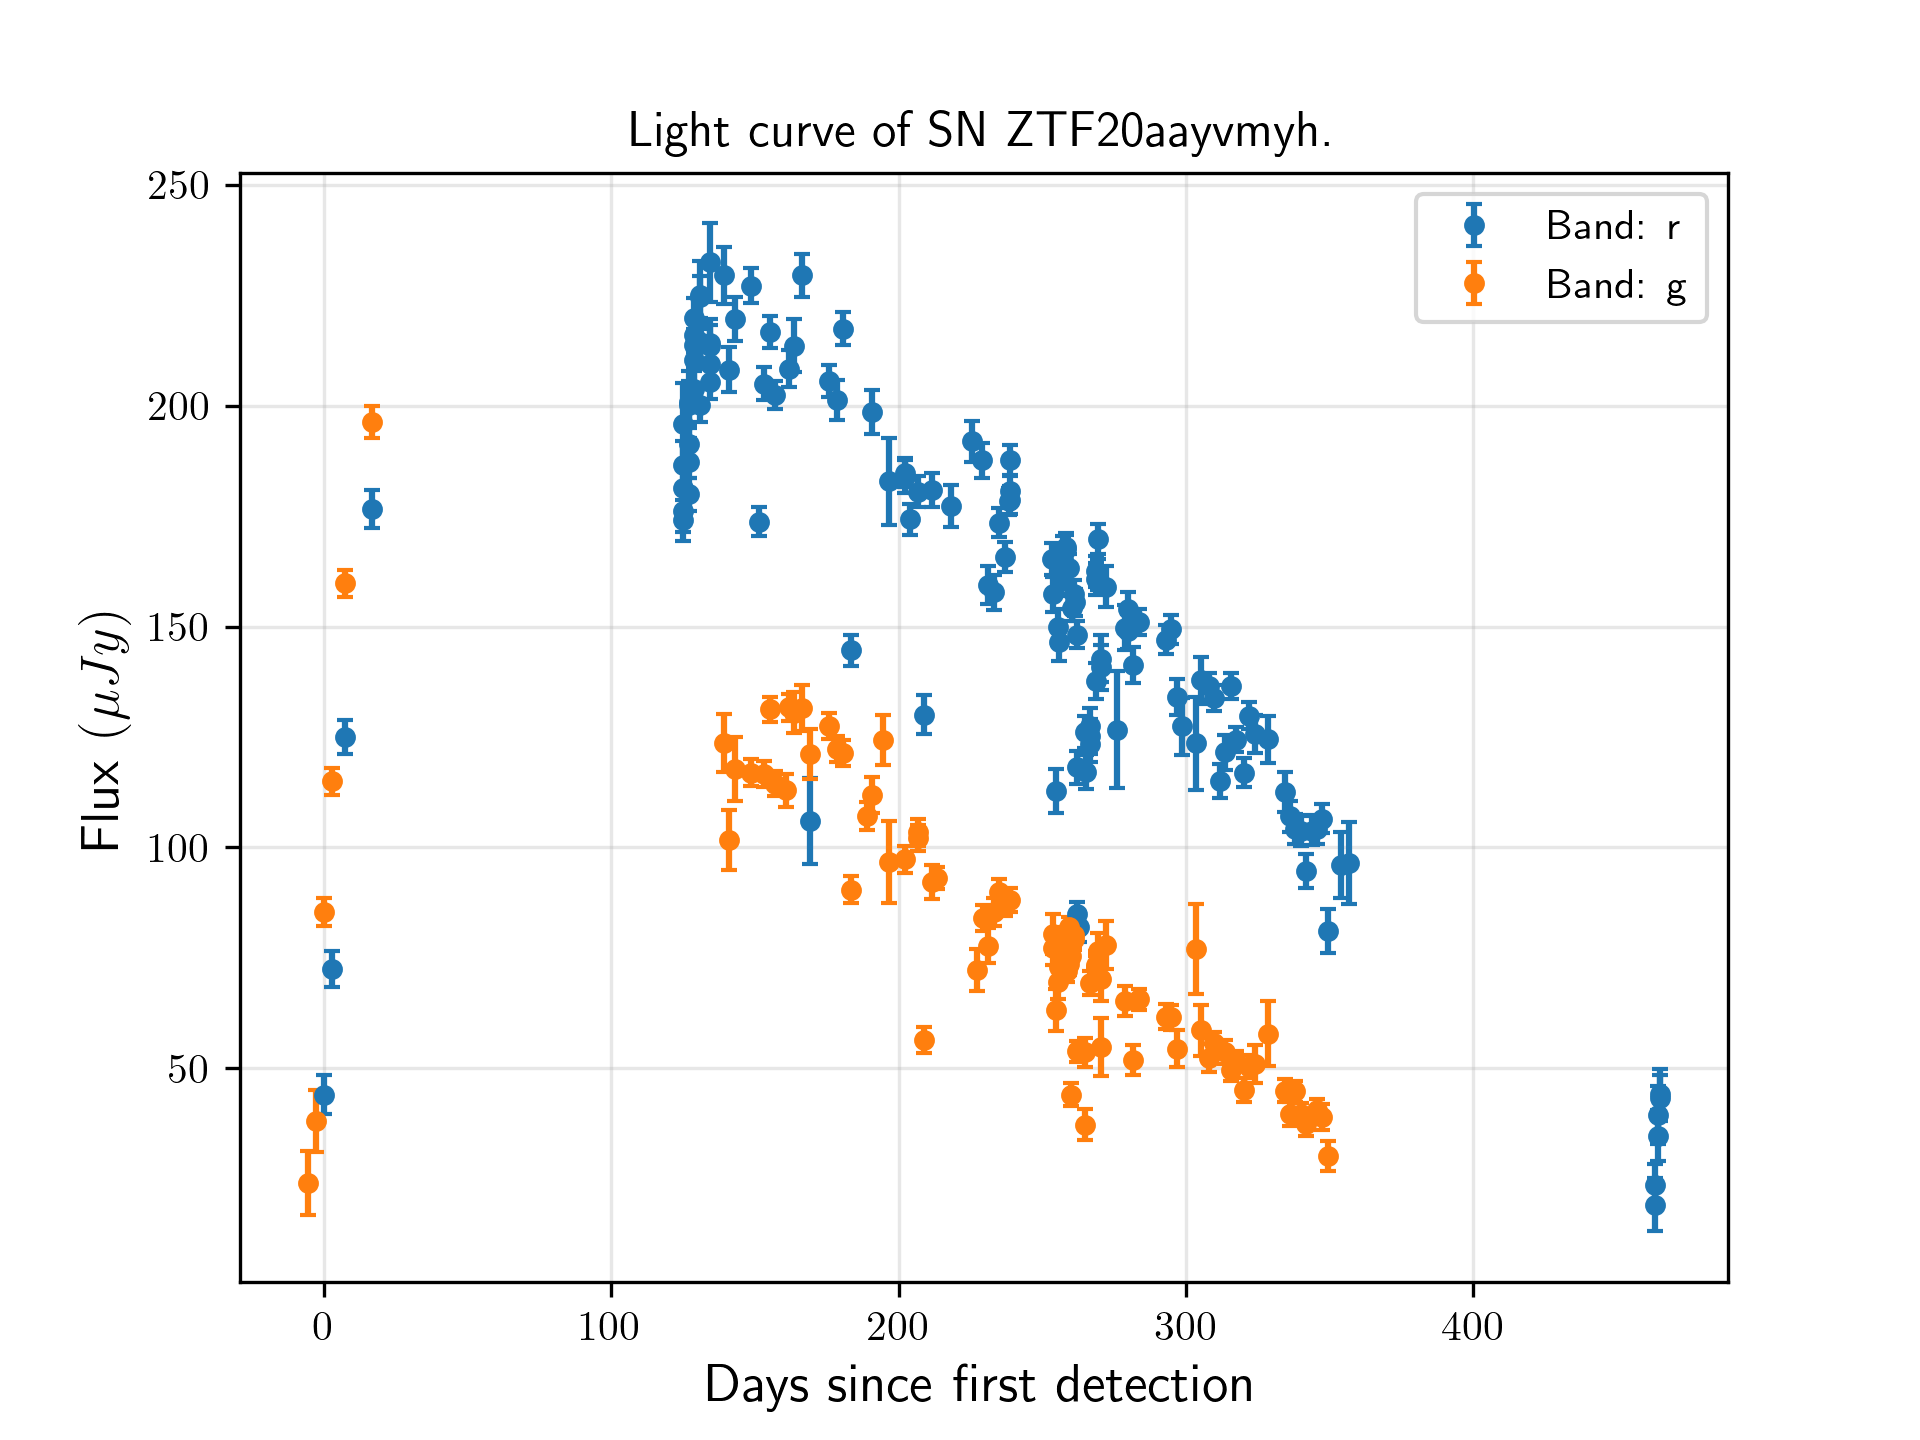 Light curve of SN ZTF20aayvmyh.
Band: r
Band: g
Flux (μJy)
250
200
150
100
50
0 100 200 300 400
Days since first detection